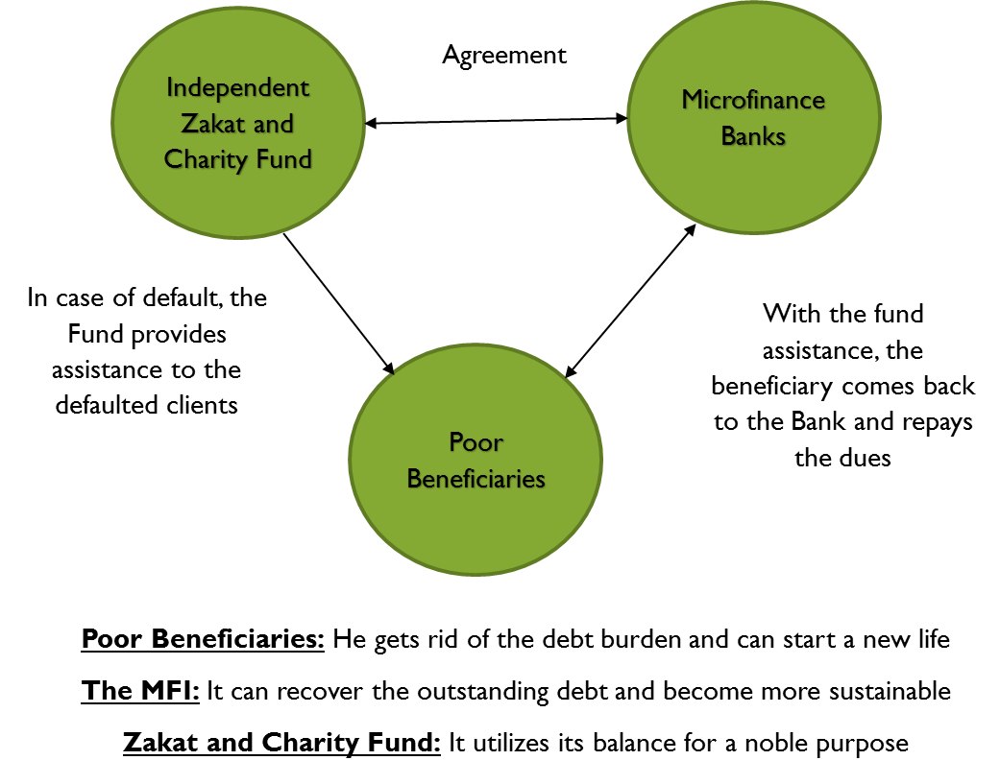 Agreement
Independent
Zakat and
Charity Fund
Microfinance
Banks
In case of default, the
Fund provides
assistance to the
defaulted clients
With the fund
assistance, the
beneficiary comes back
to the Bank and repays
the dues
Poor
Beneficiaries
Poor Beneficiaries: He gets rid of the debt burden and can start a new life
The MFI: It can recover the outstanding debt and become more sustainable
Zakat and Charity Fund: It utilizes its balance for a noble purpose